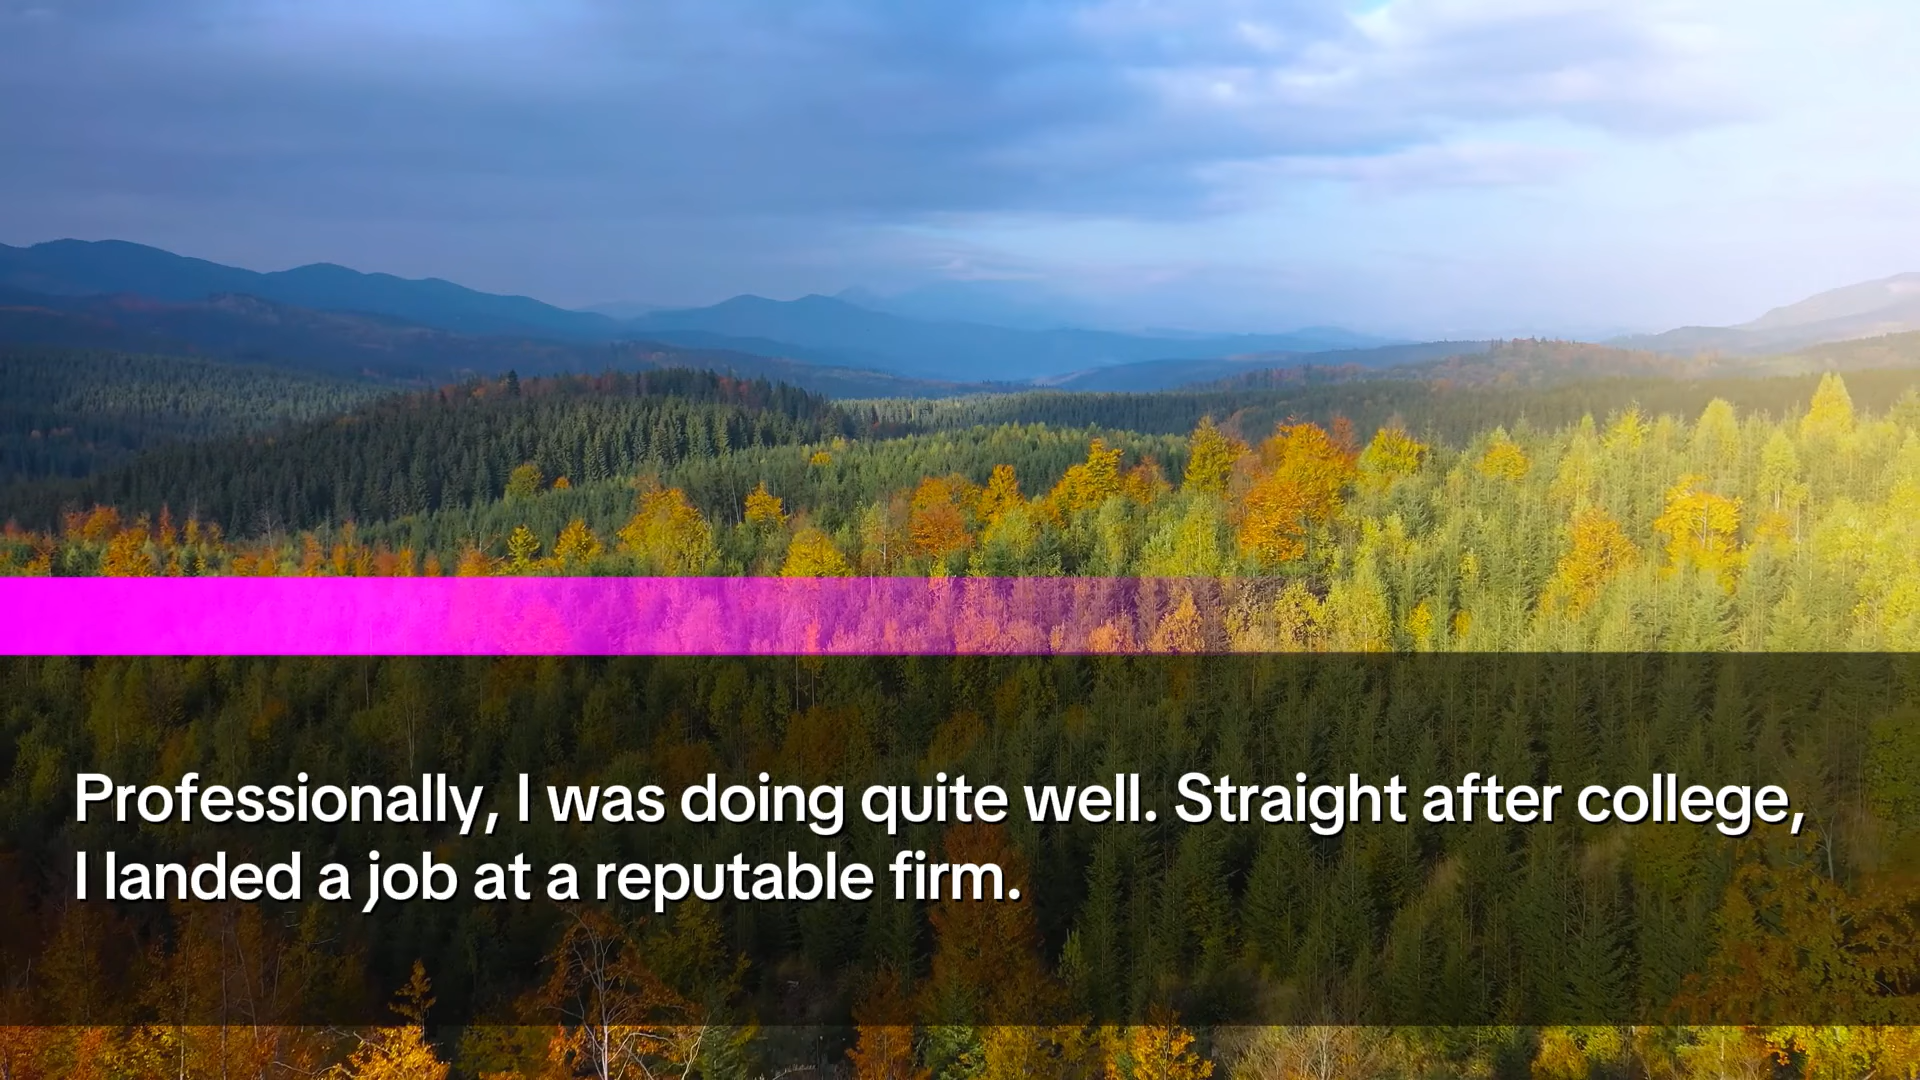 Professionally, I was doing quite well. Straight after college,
I landed a job at a reputable firm.